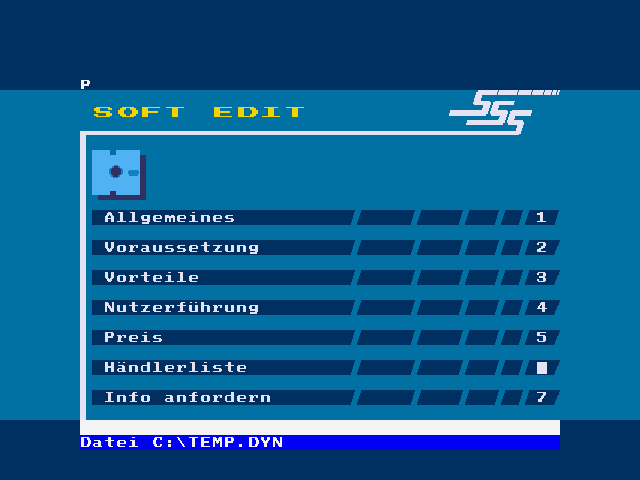 P
SOFT EDIT
SSS
Allgemeines 1
Voraussetzung 2
Vorteile 3
Nutzerführung 4
Preis 5
Händlerliste
Info anfordern 7
Datei C:\TEMP.DYN